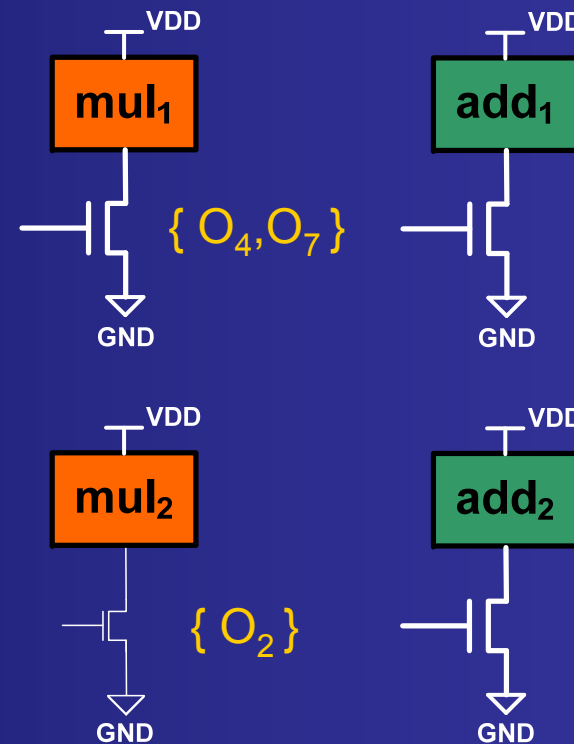 VDD VDD
mul₁ add₁
{ O₄,O₇ }
GND GND
VDD VDD
mul₂ add₂
{ O₂ }
GND GND